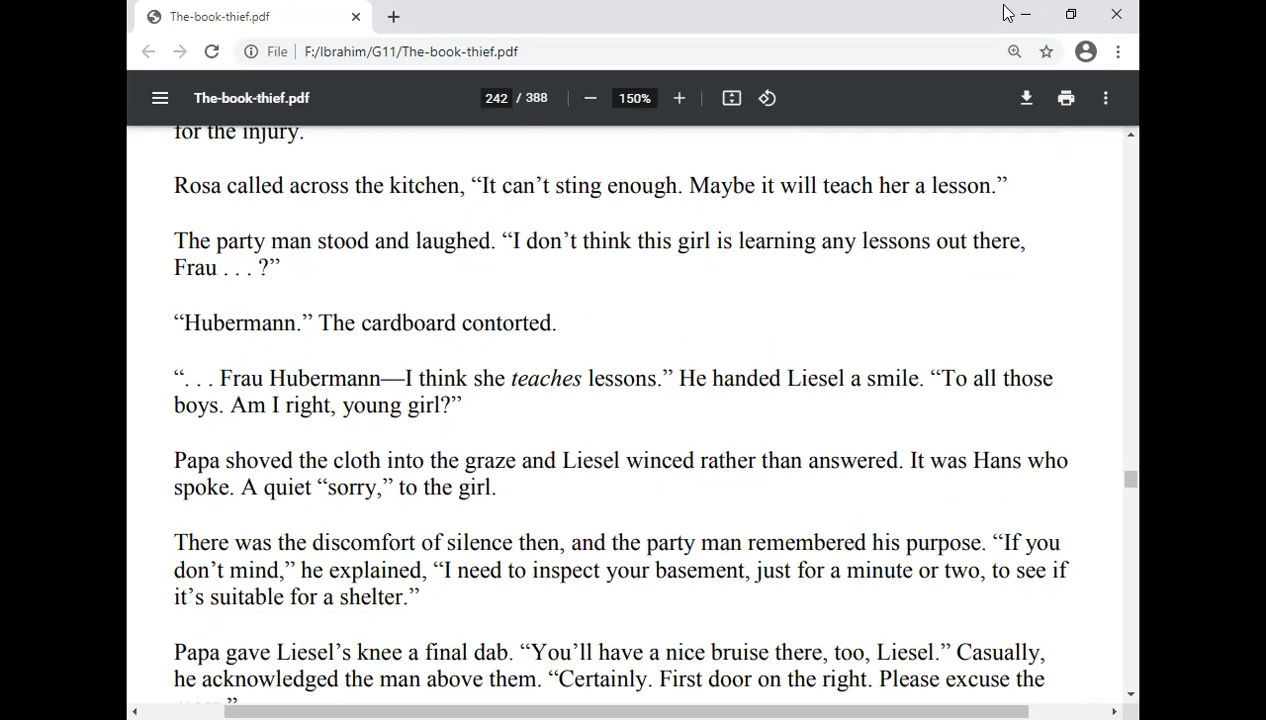 The-book-thief.pdf
File F:/Ibrahim/G11/The-book-thief.pdf
The-book-thief.pdf 242 / 388 150%
for the injury.
Rosa called across the kitchen, “It can’t sting enough. Maybe it will teach her a lesson.”
The party man stood and laughed. “I don’t think this girl is learning any lessons out there,
Frau . . . ?”
“Hubermann.” The cardboard contorted.
“. . . Frau Hubermann—I think she teaches lessons.” He handed Liesel a smile. “To all those
boys. Am I right, young girl?”
Papa shoved the cloth into the graze and Liesel winced rather than answered. It was Hans who
spoke. A quiet “sorry,” to the girl.
There was the discomfort of silence then, and the party man remembered his purpose. “If you
don’t mind,” he explained, “I need to inspect your basement, just for a minute or two, to see if
it’s suitable for a shelter.”
Papa gave Liesel’s knee a final dab. “You’ll have a nice bruise there, too, Liesel.” Casually,
he acknowledged the man above them. “Certainly. First door on the right. Please excuse the